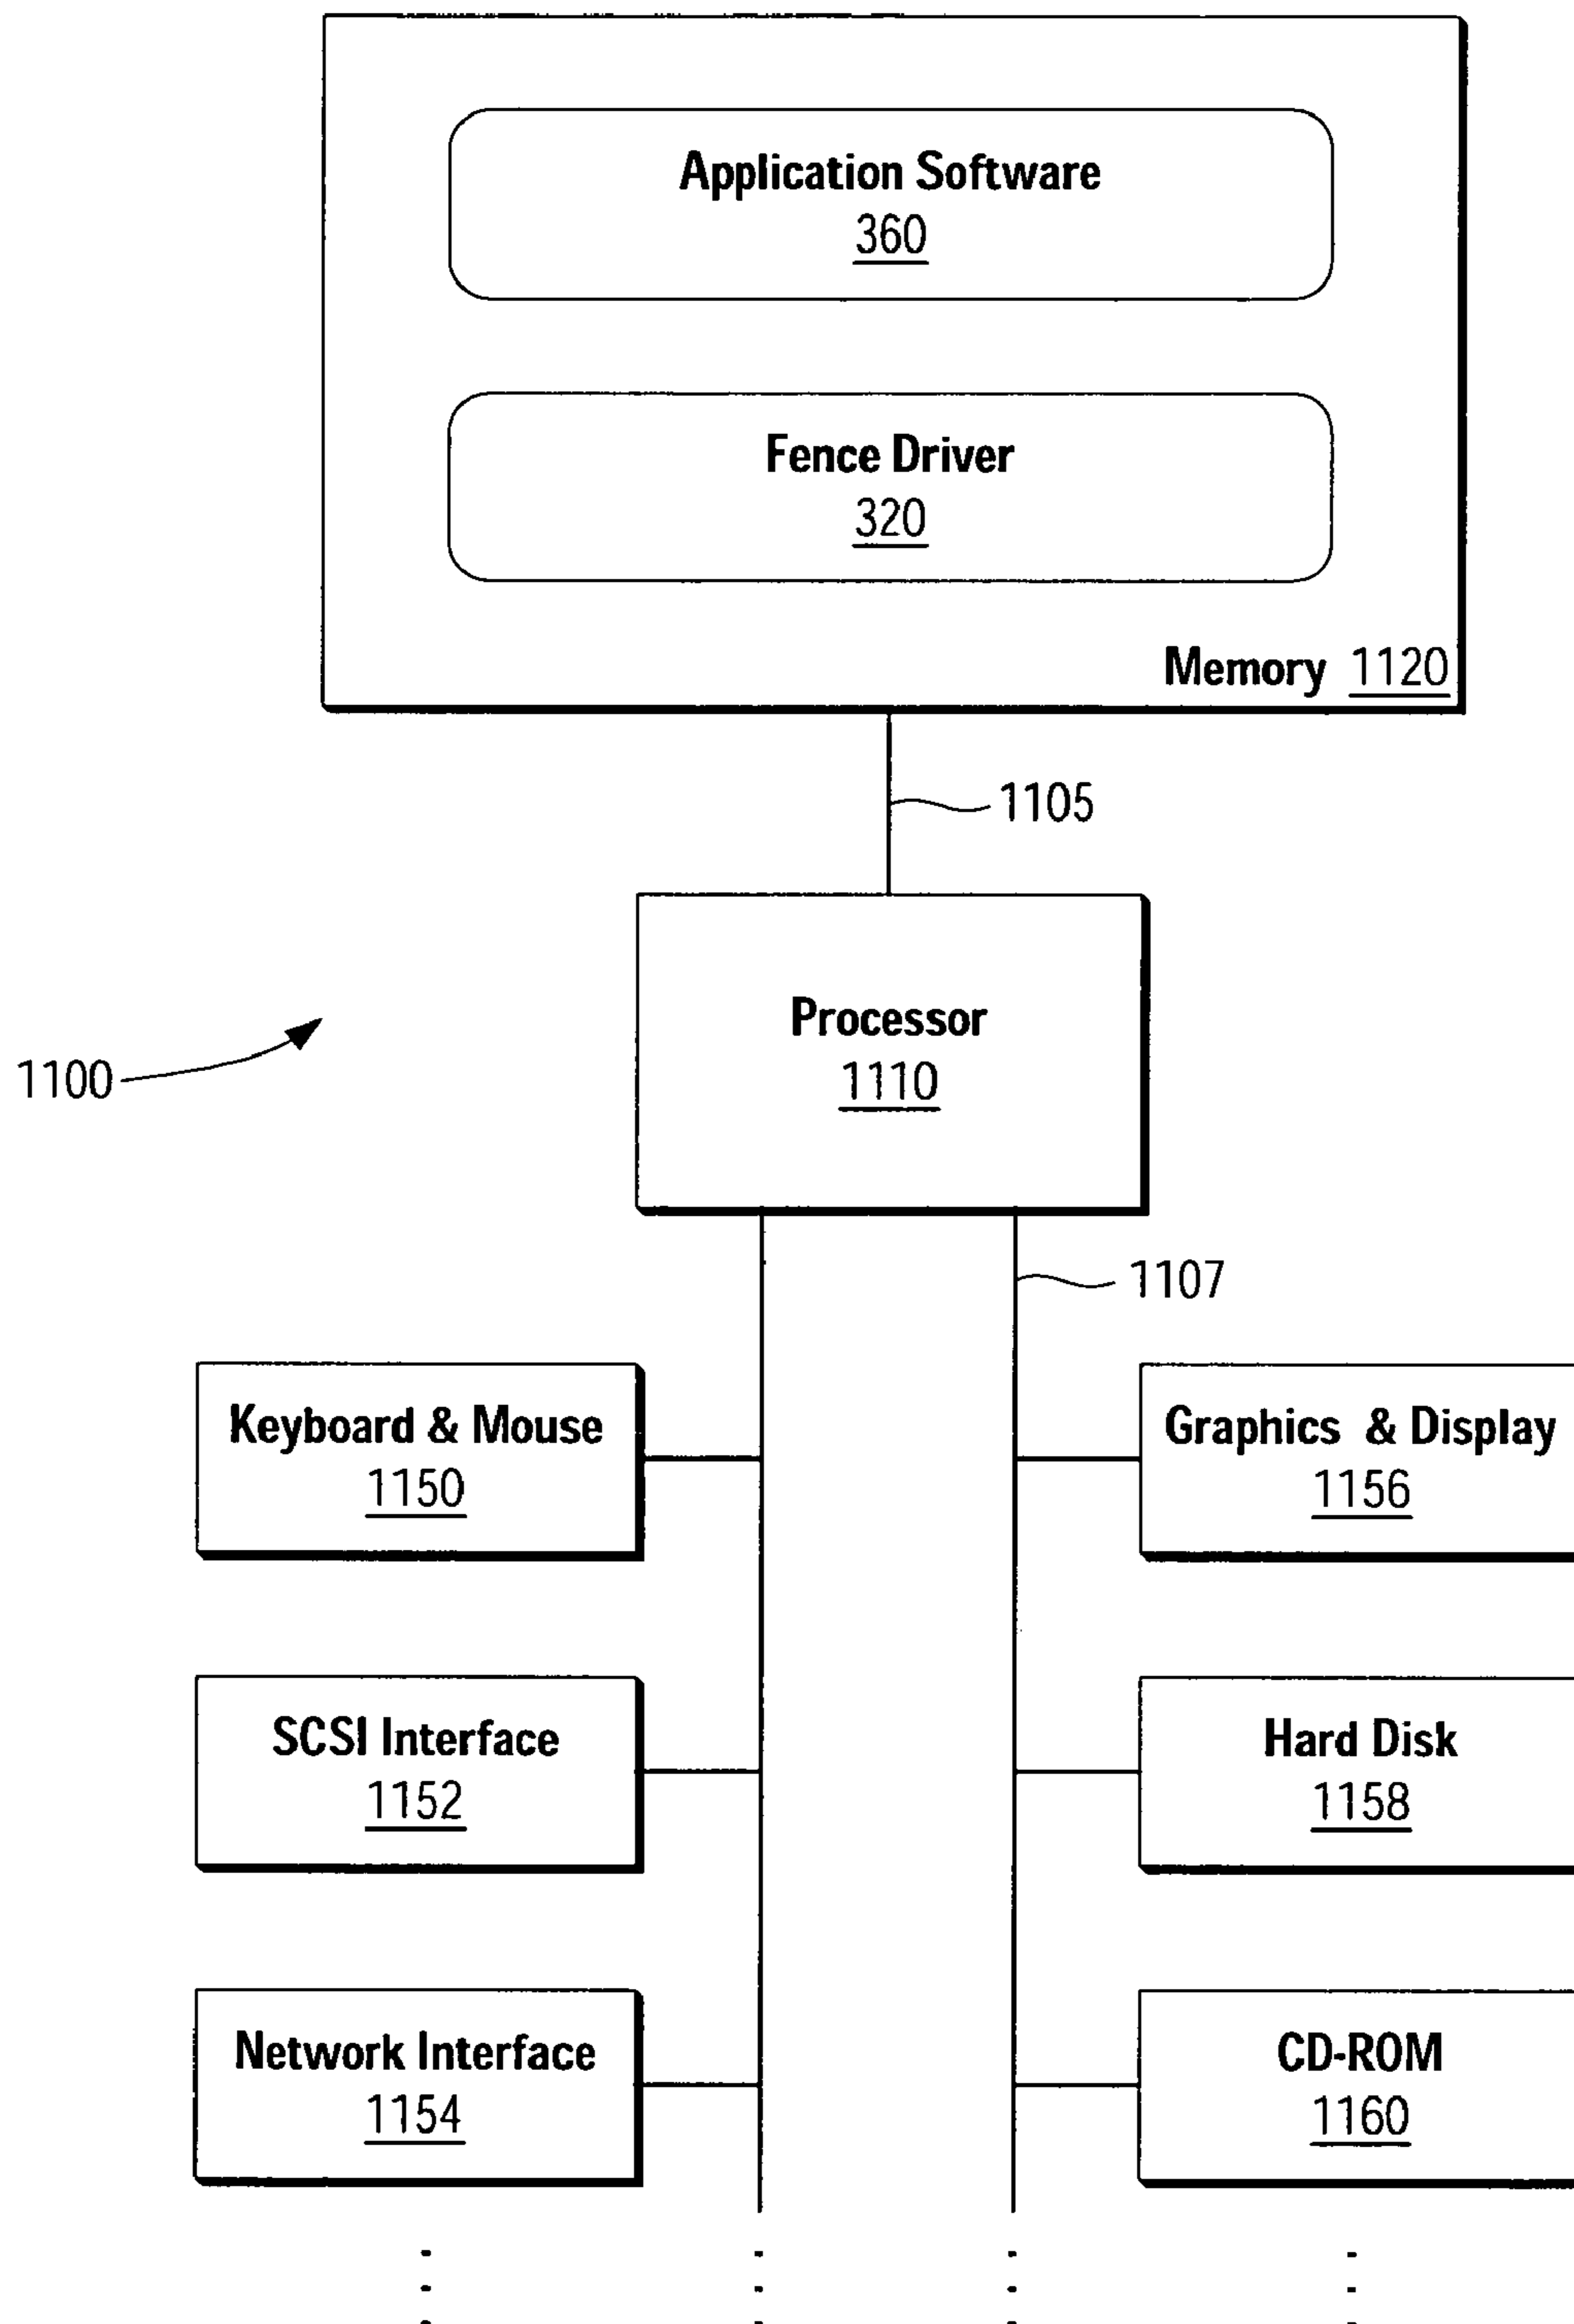 Application Software
360
Fence Driver
320
Memory 1120
1105
Processor
1110
1100
1107
Keyboard & Mouse
1150
Graphics & Display
1156
SCSI Interface
1152
Hard Disk
1158
Network Interface
1154
CD-ROM
1160